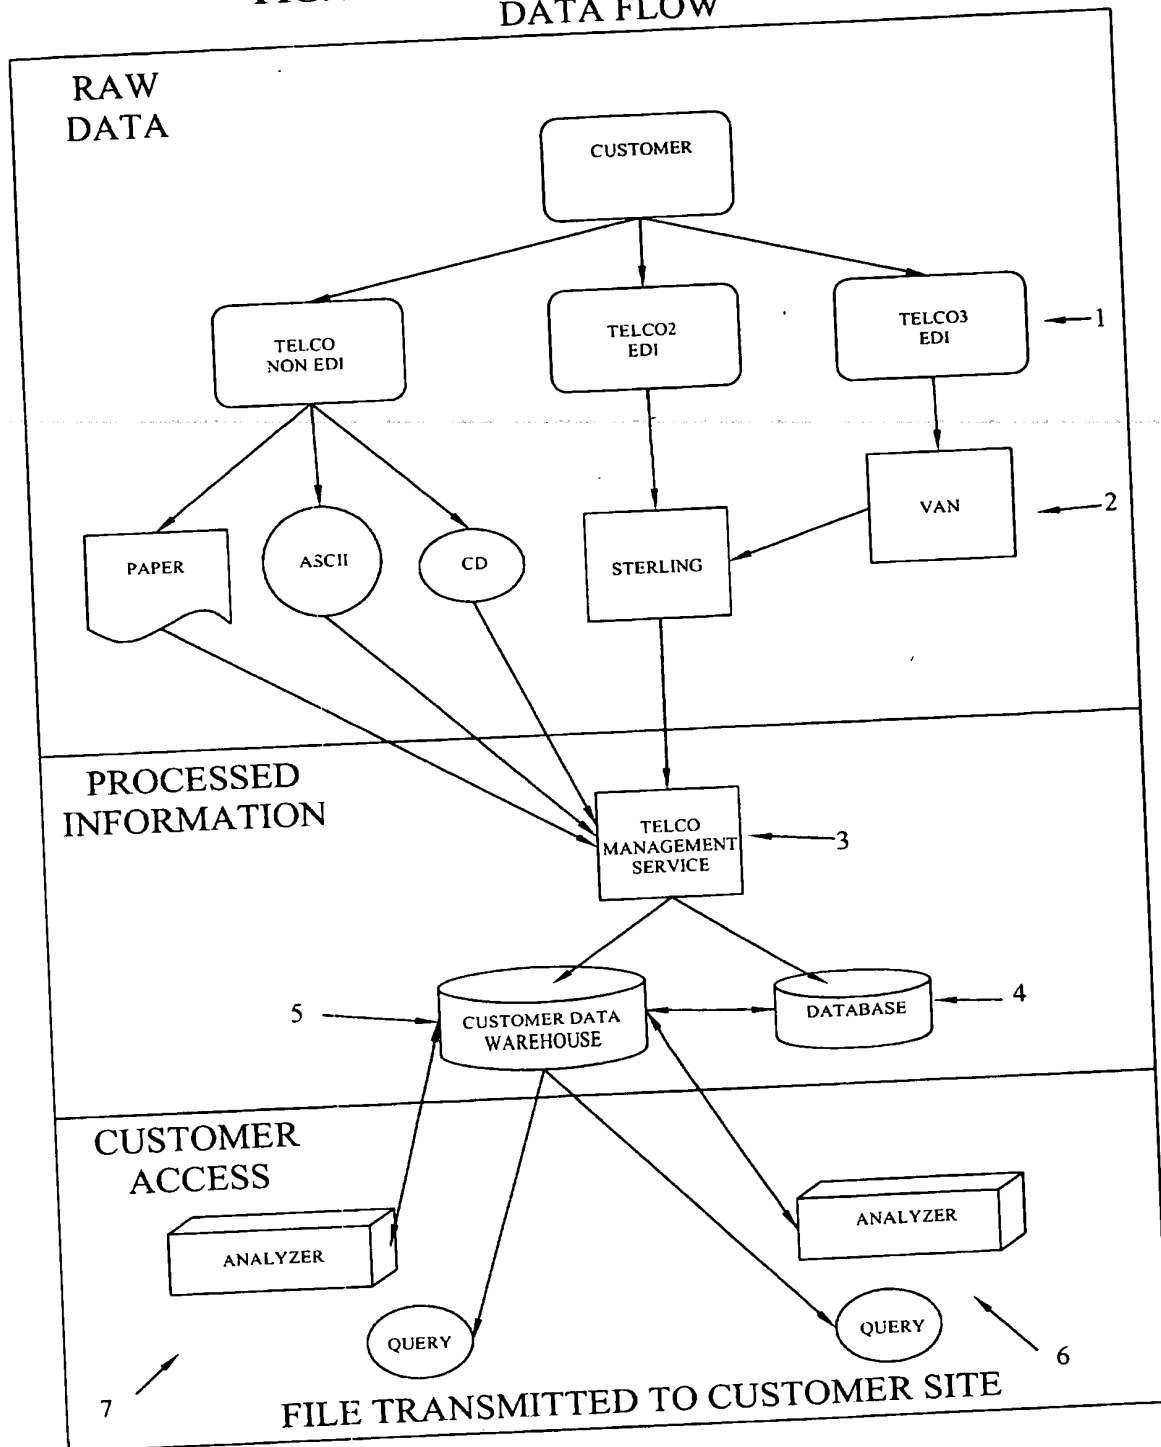 DATA FLOW
RAW
DATA
CUSTOMER
TELCO
NON EDI
TELCO2
EDI
TELCO3
EDI
1
PAPER
ASCII
CD
STERLING
VAN
2
PROCESSED
INFORMATION
TELCO
MANAGEMENT
SERVICE
3
5
CUSTOMER DATA
WAREHOUSE
DATABASE
4
CUSTOMER
ACCESS
ANALYZER
ANALYZER
QUERY
QUERY
6
7
FILE TRANSMITTED TO CUSTOMER SITE